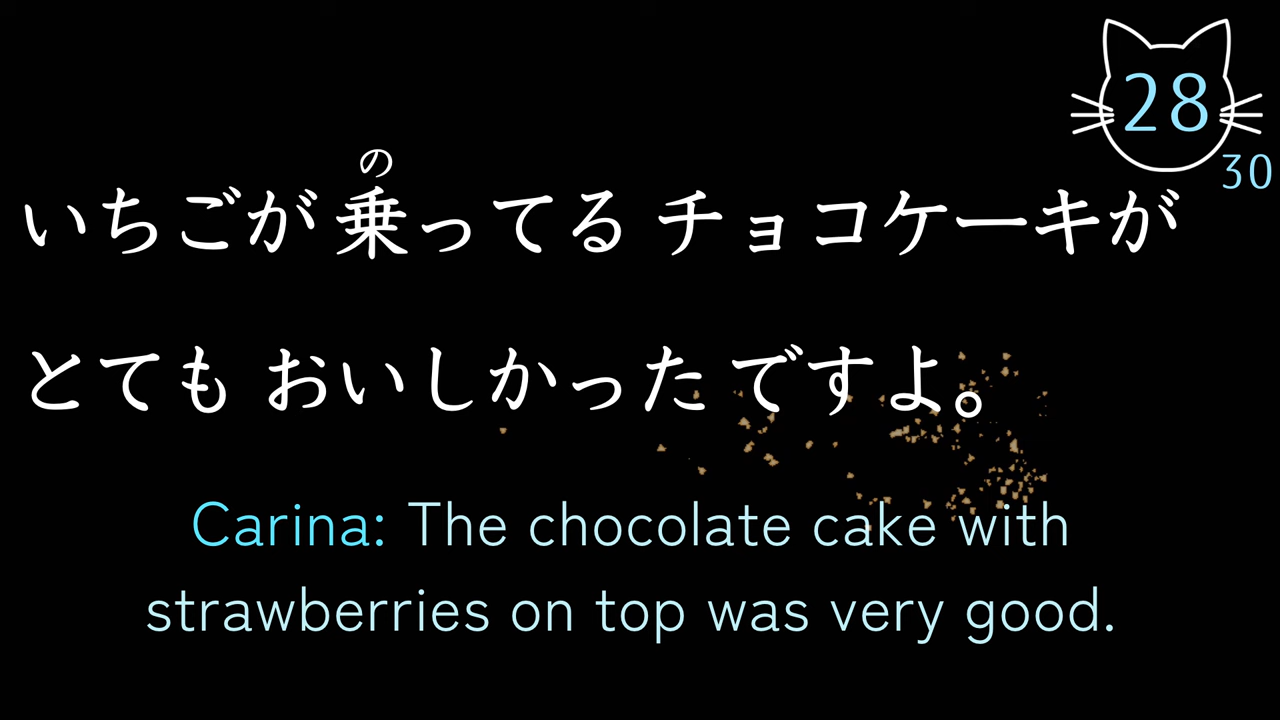 28
30
の
いちごが 乗ってる チョコケーキが
とても おいしかった ですよ。
Carina: The chocolate cake with
strawberries on top was very good.